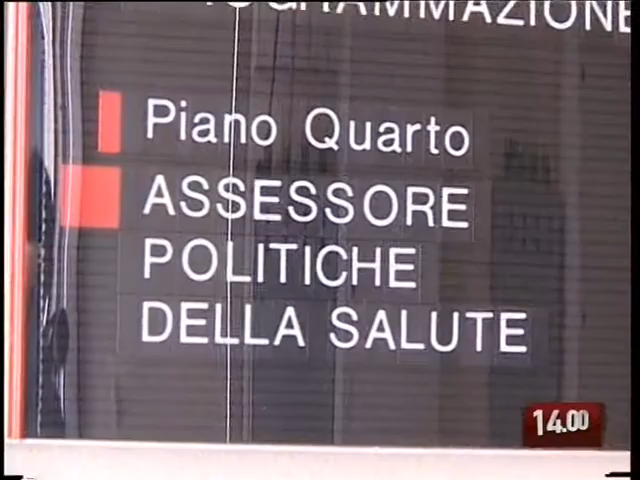 Piano Quarto
ASSESSORE
POLITICHE
DELLA SALUTE
14.00